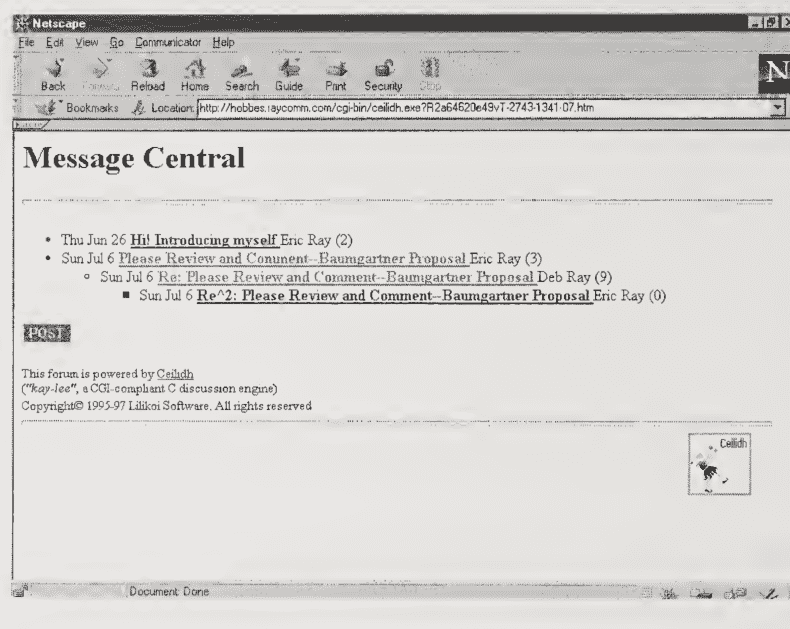 Netscape
File Edit View Go Communicator Help
Back Forward Reload Home Search Guide Print Security Stop
Bookmarks Location: http://hobbes.raycomm.com/cgi-bin/ceilidh.exe?R2a64620e49vT-2743-1341-07.htm
N
Message Central
• Thu Jun 26 Hi! Introducing myself Eric Ray (2)
• Sun Jul 6 Please Review and Comment--Baumgartner Proposal Eric Ray (3)
◦ Sun Jul 6 Re: Please Review and Comment--Baumgartner Proposal Deb Ray (9)
▪ Sun Jul 6 Re^2: Please Review and Comment--Baumgartner Proposal Eric Ray (0)
POST
This forum is powered by Ceilidh
("kay-lee", a CGI-compliant C discussion engine)
Copyright© 1995-97 Lilikoi Software. All rights reserved
Ceilidh
Document: Done